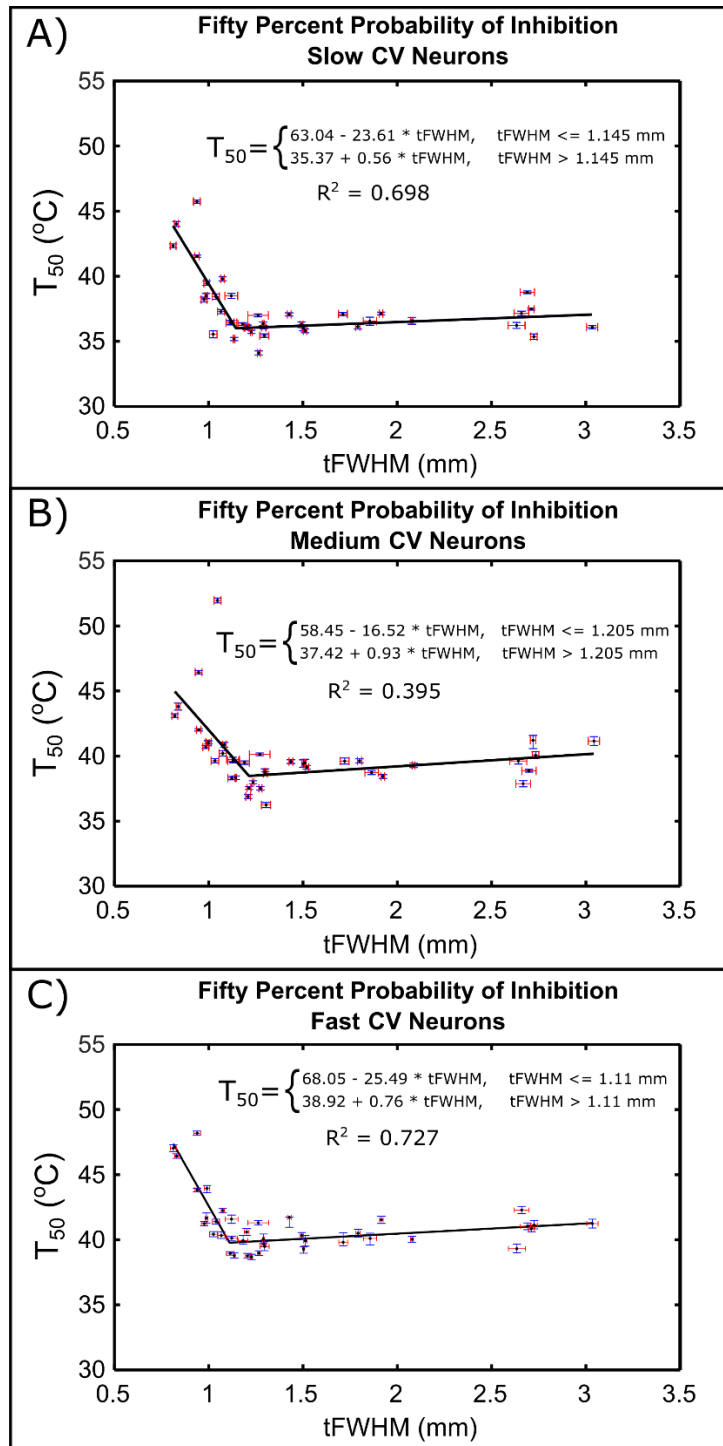 A)
Fifty Percent Probability of Inhibition
Slow CV Neurons
55
50
45
40
35
30
T50 (oC)
T50=
63.04 - 23.61 * tFWHM, tFWHM <= 1.145 mm
35.37 + 0.56 * tFWHM, tFWHM > 1.145 mm
R2 = 0.698
0.5 1 1.5 2 2.5 3 3.5
tFWHM (mm)
B)
Fifty Percent Probability of Inhibition
Medium CV Neurons
55
50
45
40
35
30
T50 (oC)
T50=
58.45 - 16.52 * tFWHM, tFWHM <= 1.205 mm
37.42 + 0.93 * tFWHM, tFWHM > 1.205 mm
R2 = 0.395
0.5 1 1.5 2 2.5 3 3.5
tFWHM (mm)
C)
Fifty Percent Probability of Inhibition
Fast CV Neurons
55
50
45
40
35
30
T50 (oC)
T50=
68.05 - 25.49 * tFWHM, tFWHM <= 1.11 mm
38.92 + 0.76 * tFWHM, tFWHM > 1.11 mm
R2 = 0.727
0.5 1 1.5 2 2.5 3 3.5
tFWHM (mm)